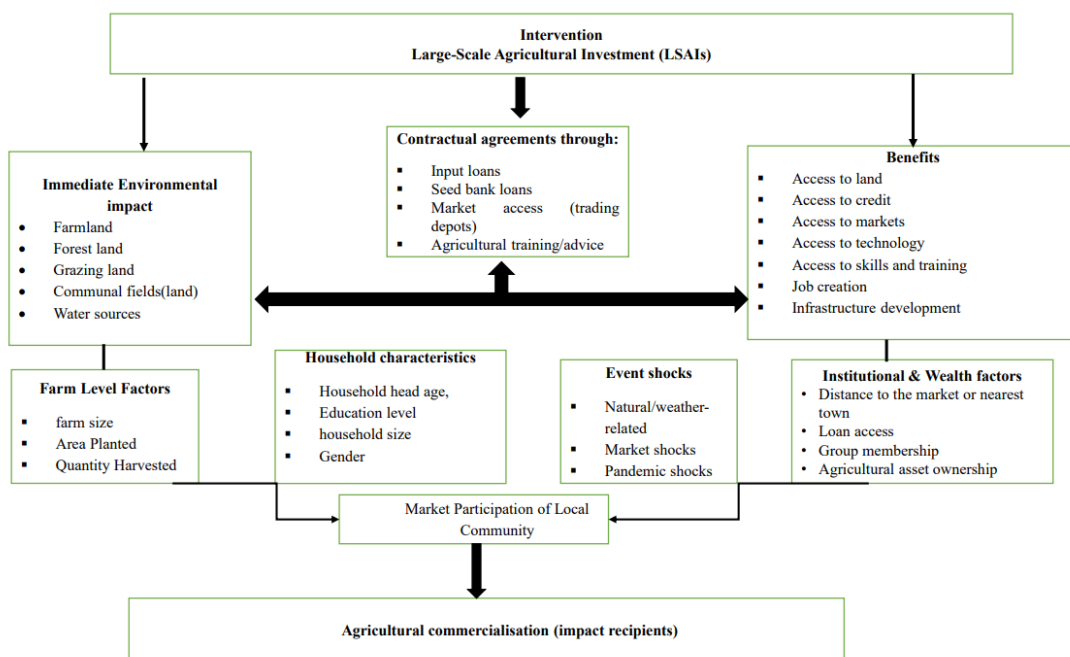 Intervention
Large-Scale Agricultural Investment (LSAIs)
Contractual agreements through:
Input loans
Seed bank loans
Market access (trading
depots)
Agricultural training/advice
Immediate Environmental
impact
Farmland
Forest land
Grazing land
Communal fields(land)
Water sources
Benefits
Access to land
Access to credit
Access to markets
Access to technology
Access to skills and training
Job creation
Infrastructure development
Farm Level Factors
farm size
Area Planted
Quantity Harvested
Household characteristics
Household head age,
Education level
household size
Gender
Event shocks
Natural/weather-
related
Market shocks
Pandemic shocks
Institutional & Wealth factors
Distance to the market or nearest
town
Loan access
Group membership
Agricultural asset ownership
Market Participation of Local
Community
Agricultural commercialisation (impact recipients)